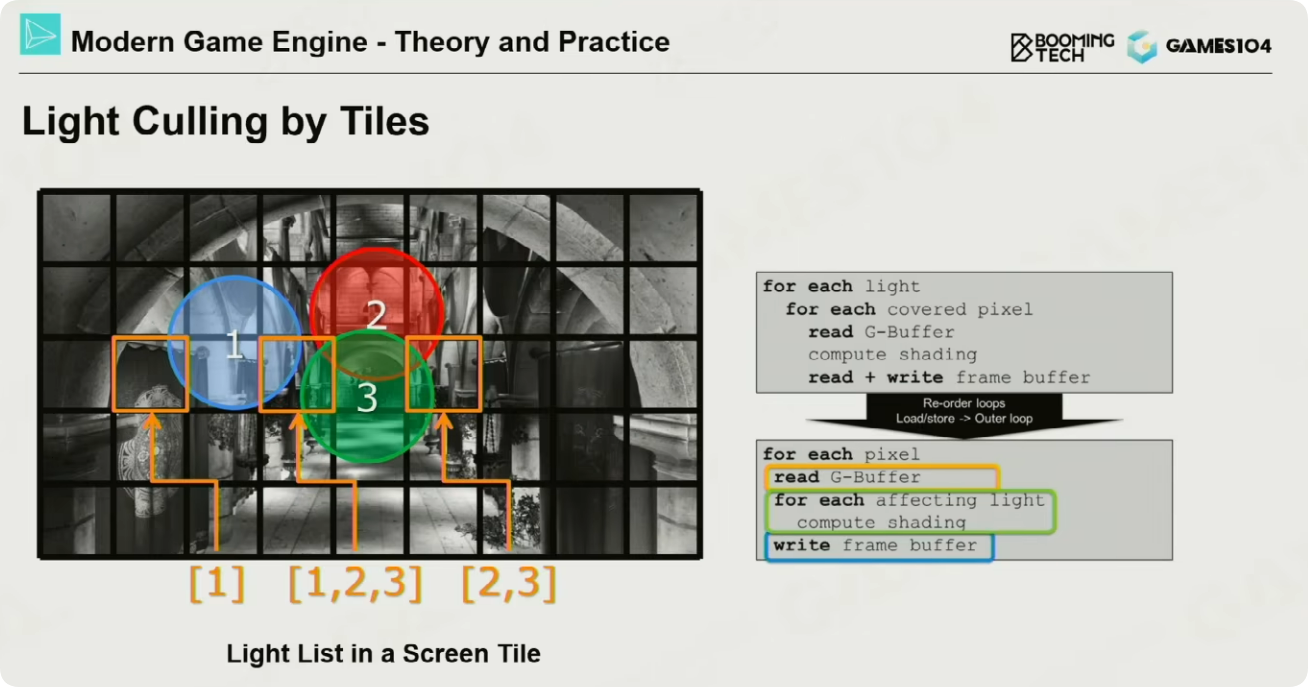 Modern Game Engine - Theory and Practice
BOOMING
TECH
GAMES104
Light Culling by Tiles
1
2
3
[1]
[1,2,3]
[2,3]
Light List in a Screen Tile
for each light
for each covered pixel
read G-Buffer
compute shading
read + write frame buffer
Re-order loops
Load/store -> Outer loop
for each pixel
read G-Buffer
for each affecting light
compute shading
write frame buffer